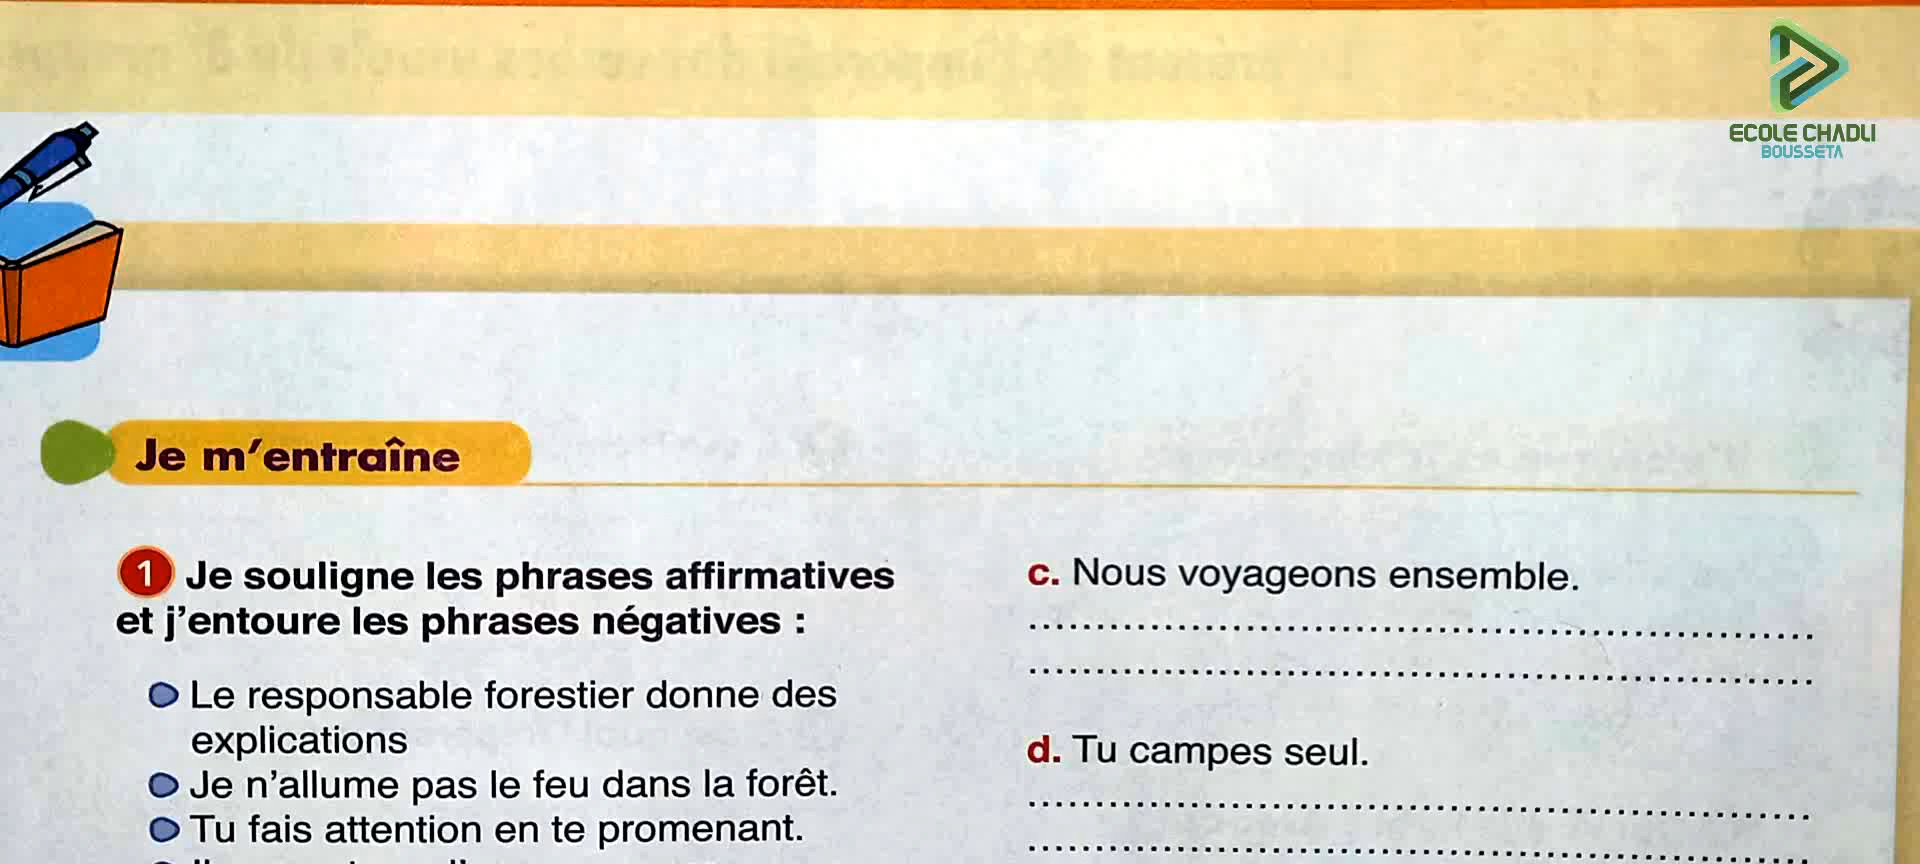 ECOLE CHADLI
BOUSSETA
Je m'entraîne
1 Je souligne les phrases affirmatives
et j'entoure les phrases négatives :
Le responsable forestier donne des
explications
Je n'allume pas le feu dans la forêt.
Tu fais attention en te promenant.
c. Nous voyageons ensemble.
d. Tu campes seul.